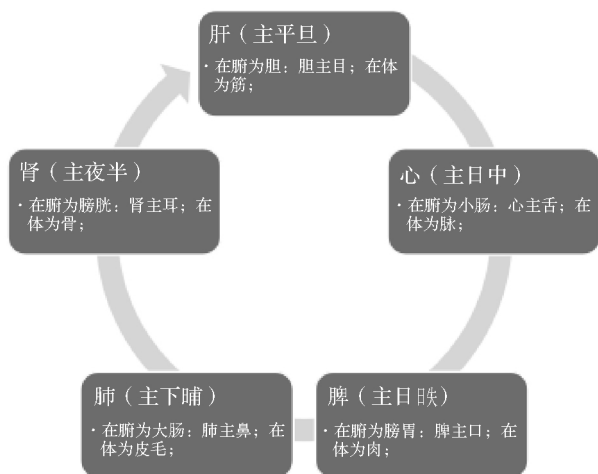 肝（主平旦）
·在腑为胆：胆主目；在体
为筋；
心（主日中）
·在腑为小肠：心主舌；在
体为脉；
脾（主日昳）
·在腑为膀胃：脾主口；在
体为肉；
肺（主下晡）
·在腑为大肠：肺主鼻；在
体为皮毛；
肾（主夜半）
·在腑为膀胱：肾主耳；在
体为骨；